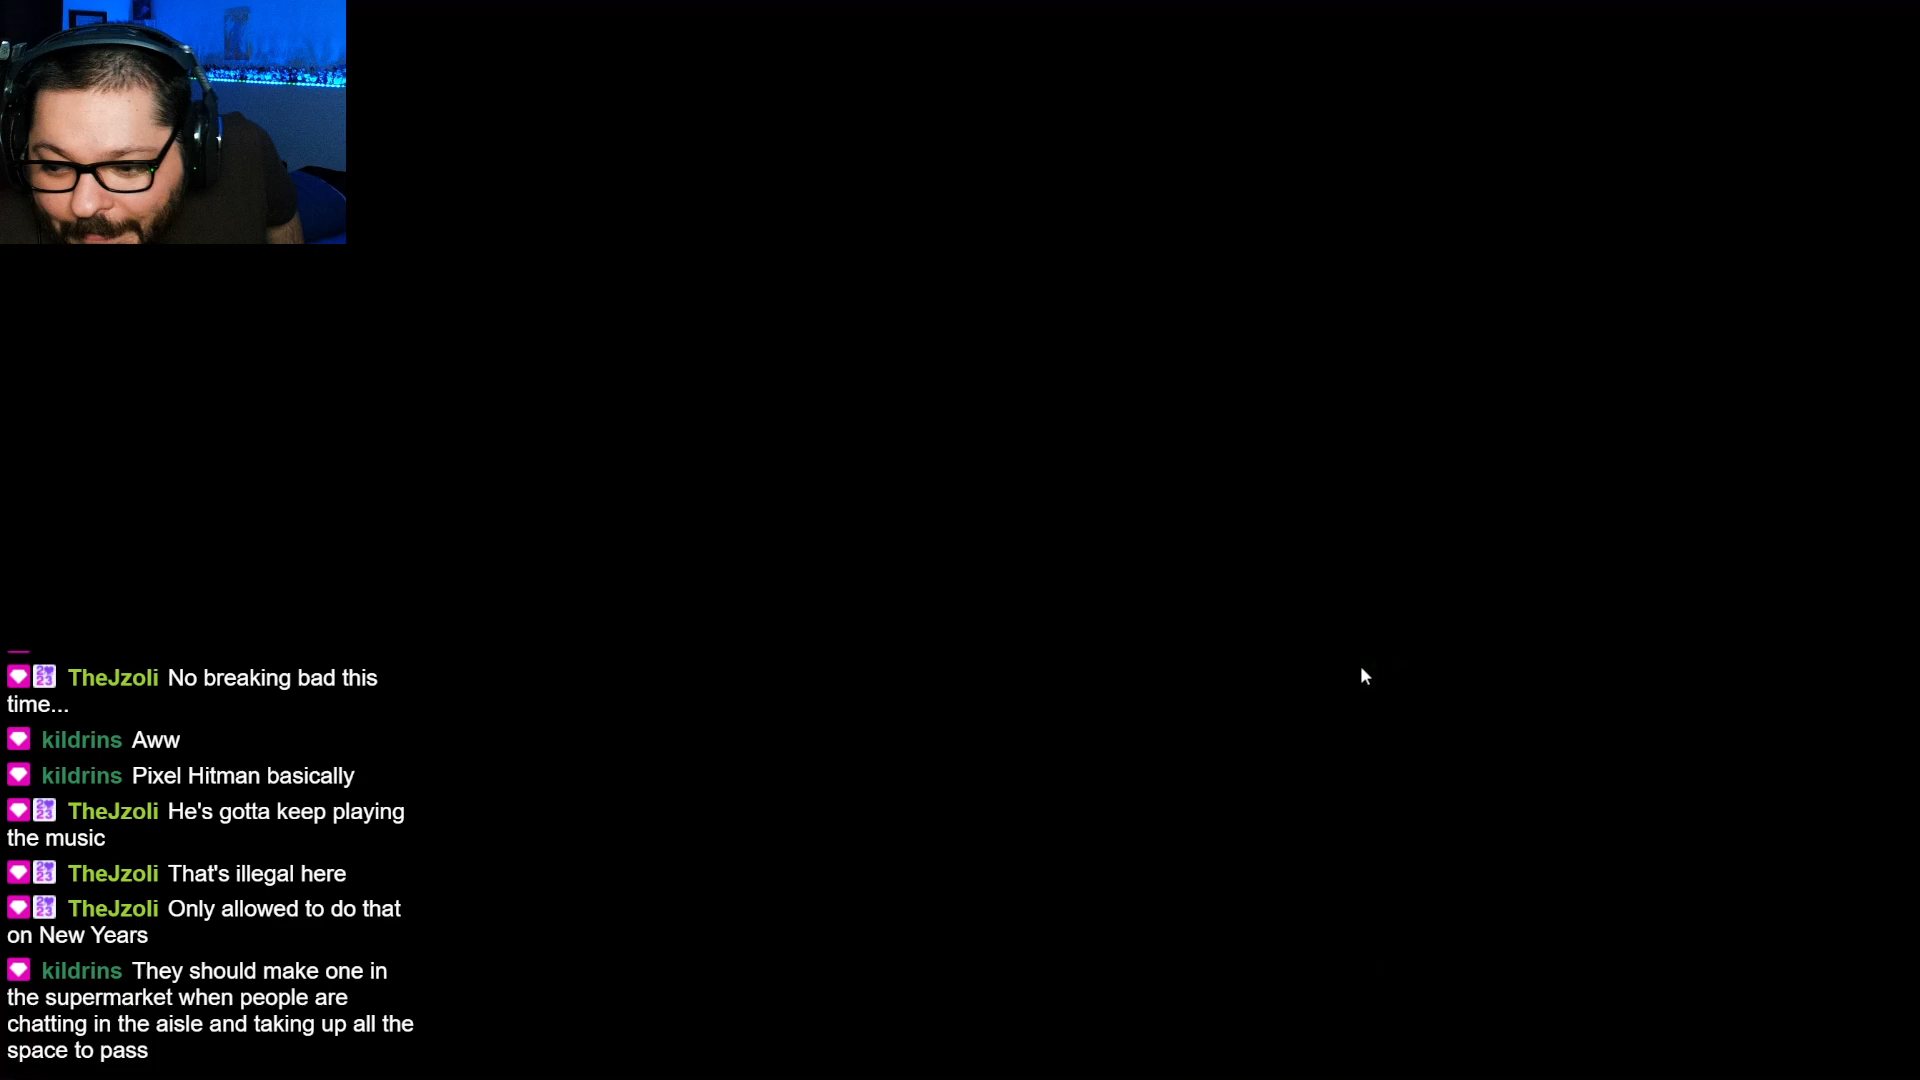 TheJzoli No breaking bad this
time...
kildrins Aww
kildrins Pixel Hitman basically
TheJzoli He's gotta keep playing
the music
TheJzoli That's illegal here
TheJzoli Only allowed to do that
on New Years
kildrins They should make one in
the supermarket when people are
chatting in the aisle and taking up all the
space to pass